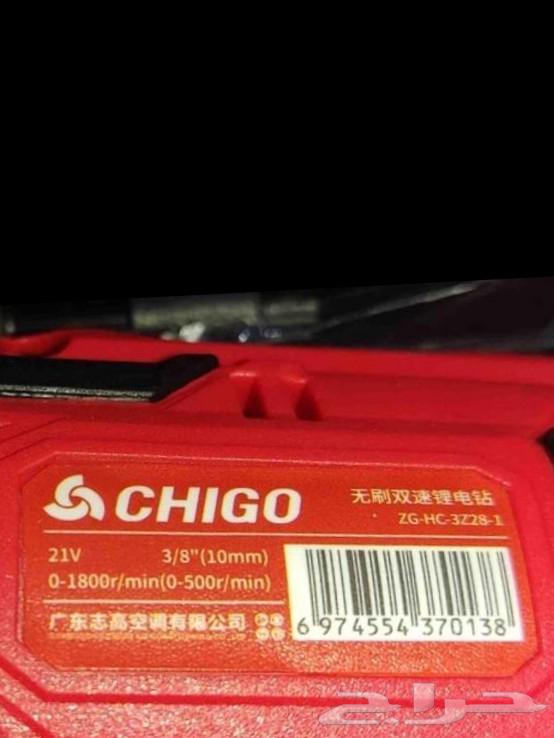 CHIGO
无刷双速锂电钻
ZG-HC-3Z28-1
21V 3/8"(10mm)
0-1800r/min(0-500r/min)
广东志高空调有限公司
6 974554 370138
حراج